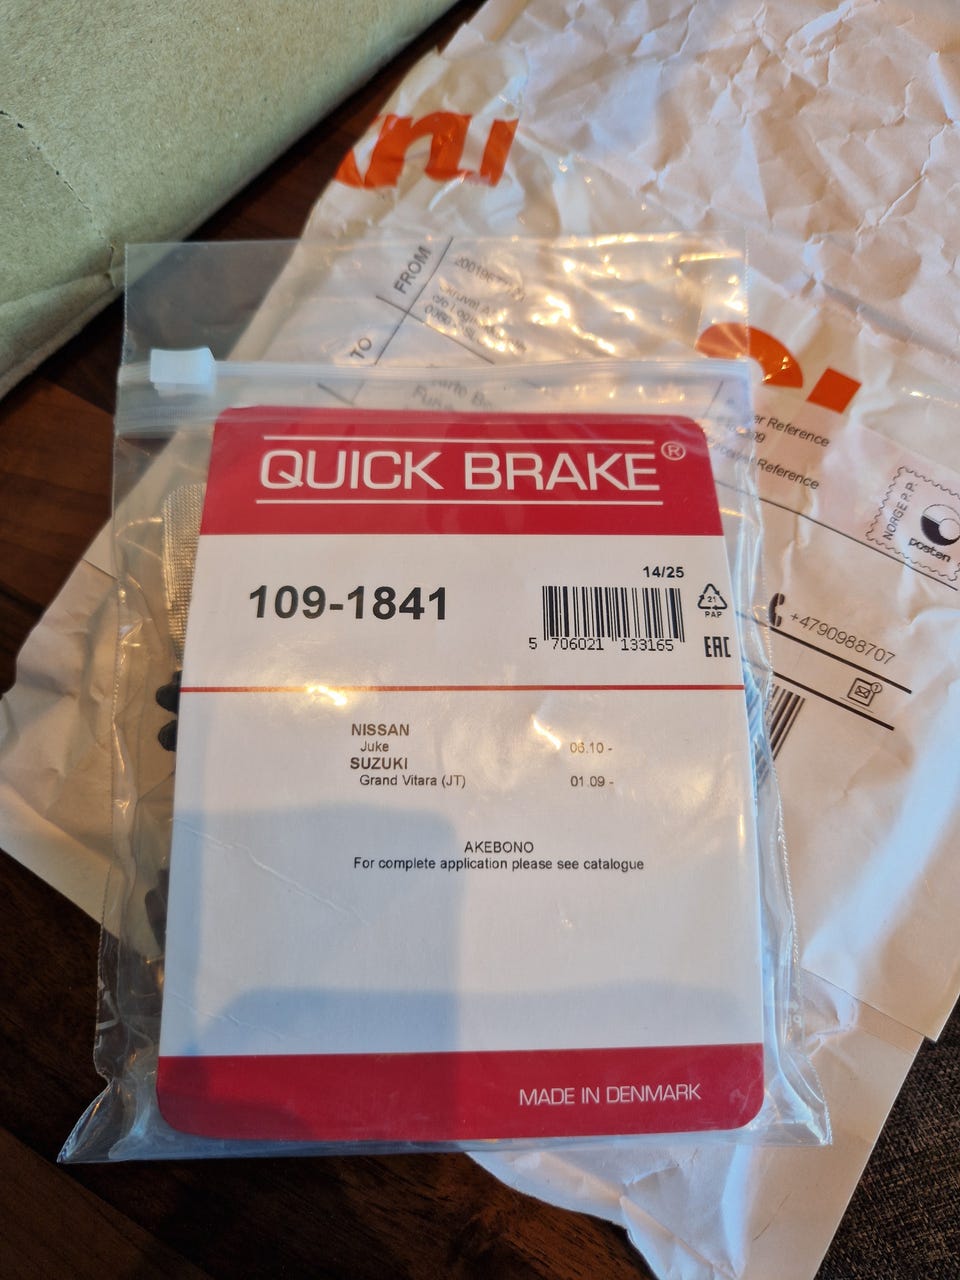 FROM
TO
er Reference
Reference
NORGE P.P.
posten
+4790988707
QUICK BRAKE®
14/25
109-1841
5 706021 133165
21
PAP
EAC
NISSAN
Juke 06.10 -
SUZUKI
Grand Vitara (JT) 01.09 -
AKEBONO
For complete application please see catalogue
MADE IN DENMARK